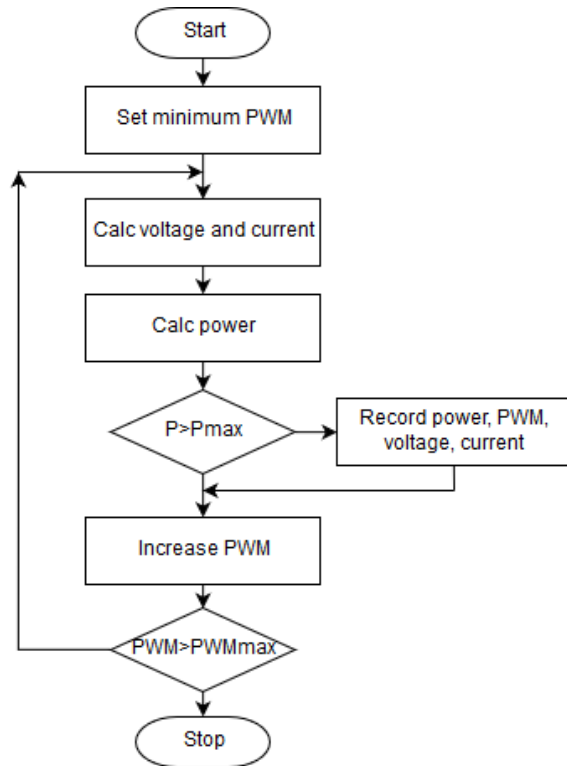 Start
Set minimum PWM
Calc voltage and current
Calc power
P>Pmax
Record power, PWM,
voltage, current
Increase PWM
PWM>PWMmax
Stop